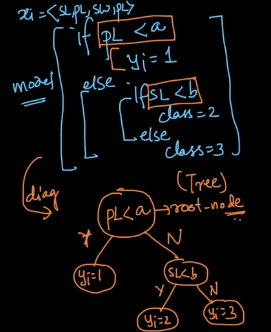 xi = <SL, PL, SW, PL>
If PL < a
yi = 1
model
else
If SL < b
class = 2
else
class = 3
diag
(Tree)
PL < a → root-node
Y N
yi = 1 SL < b
Y N
yi = 2 yi = 3